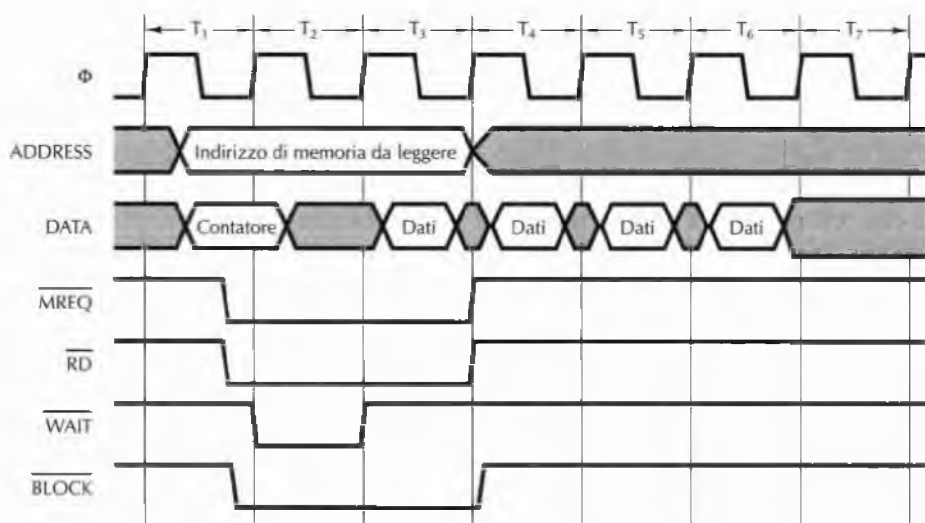 T₁ T₂ T₃ T₄ T₅ T₆ T₇
Φ
ADDRESS Indirizzo di memoria da leggere
DATA Contatore Dati Dati Dati Dati
MREQ
RD
WAIT
BLOCK